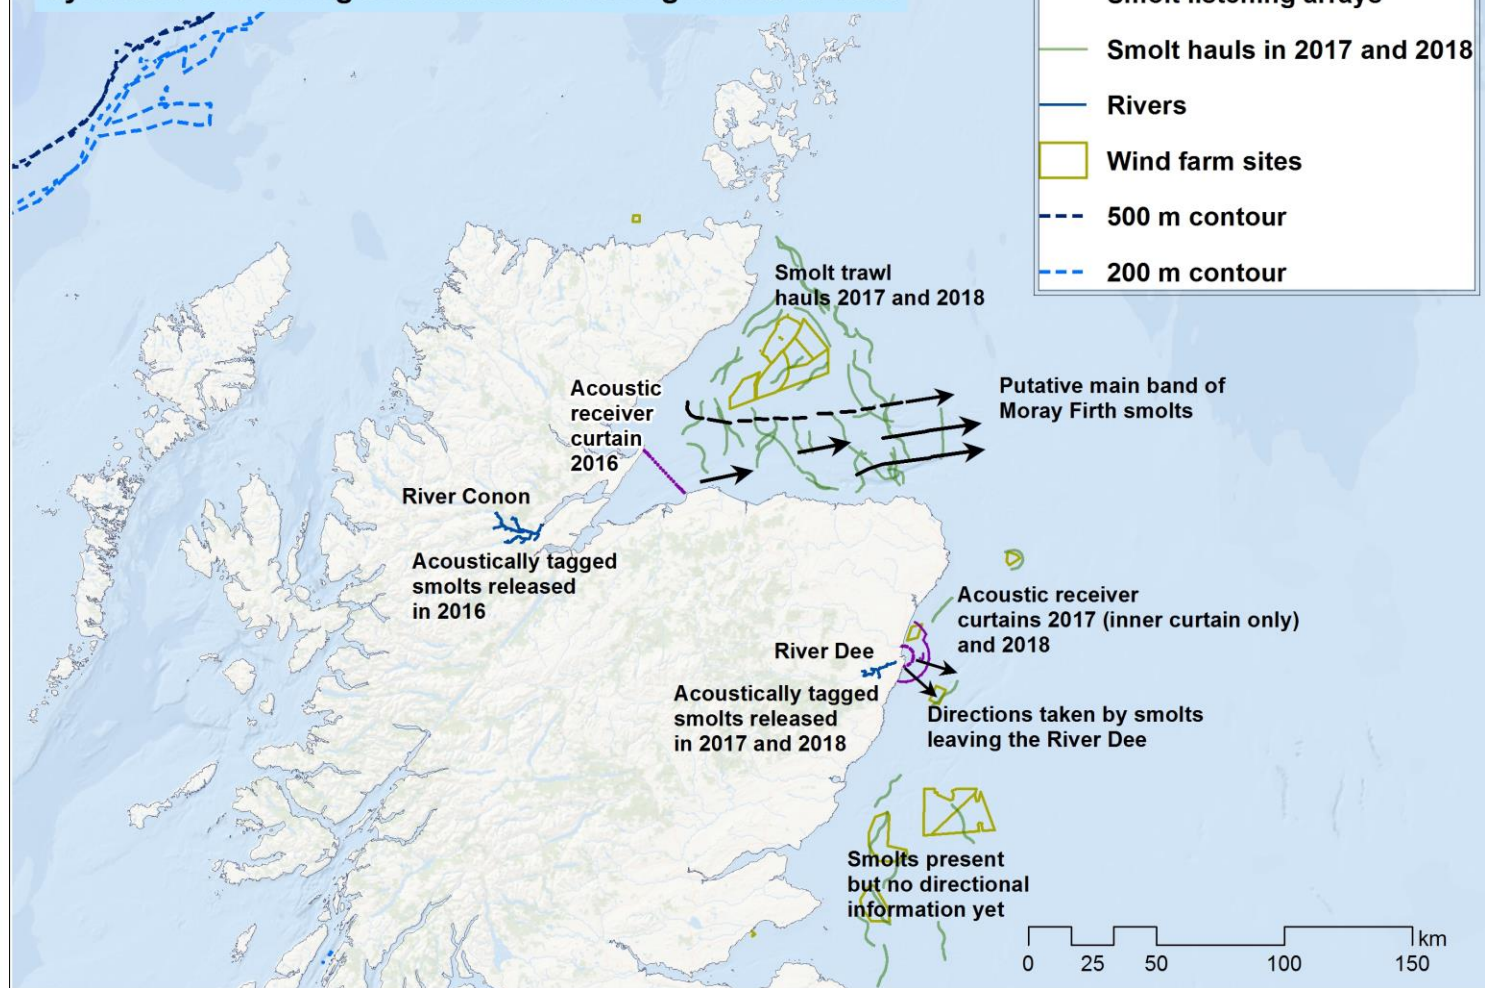 Smolt listening arrays
Smolt hauls in 2017 and 2018
Rivers
Wind farm sites
500 m contour
200 m contour
Smolt trawl
hauls 2017 and 2018
Acoustic
receiver
curtain
2016
Putative main band of
Moray Firth smolts
River Conon
Acoustically tagged
smolts released
in 2016
Acoustic receiver
curtains 2017 (inner curtain only)
and 2018
River Dee
Acoustically tagged
smolts released
in 2017 and 2018
Directions taken by smolts
leaving the River Dee
Smolts present
but no directional
information yet
km
0 25 50 100 150